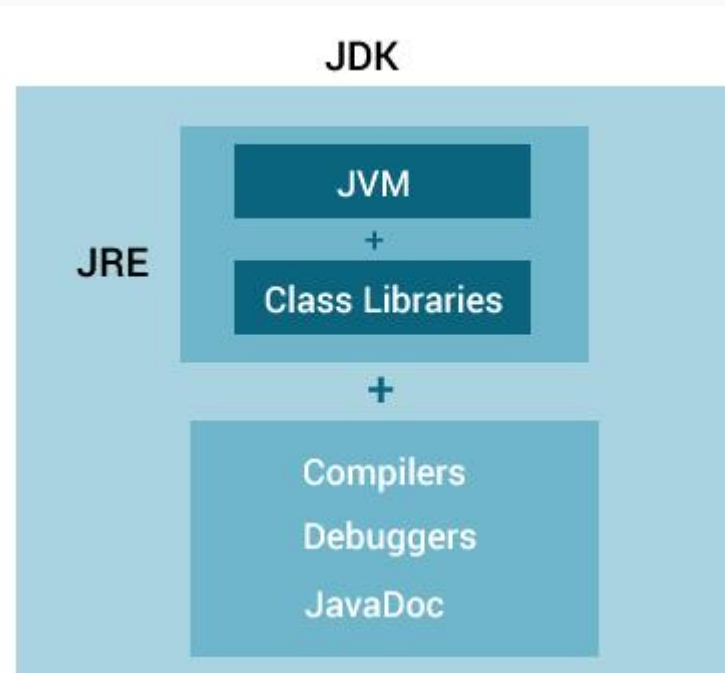 JDK
JVM
+
JRE
Class Libraries
+
Compilers
Debuggers
JavaDoc